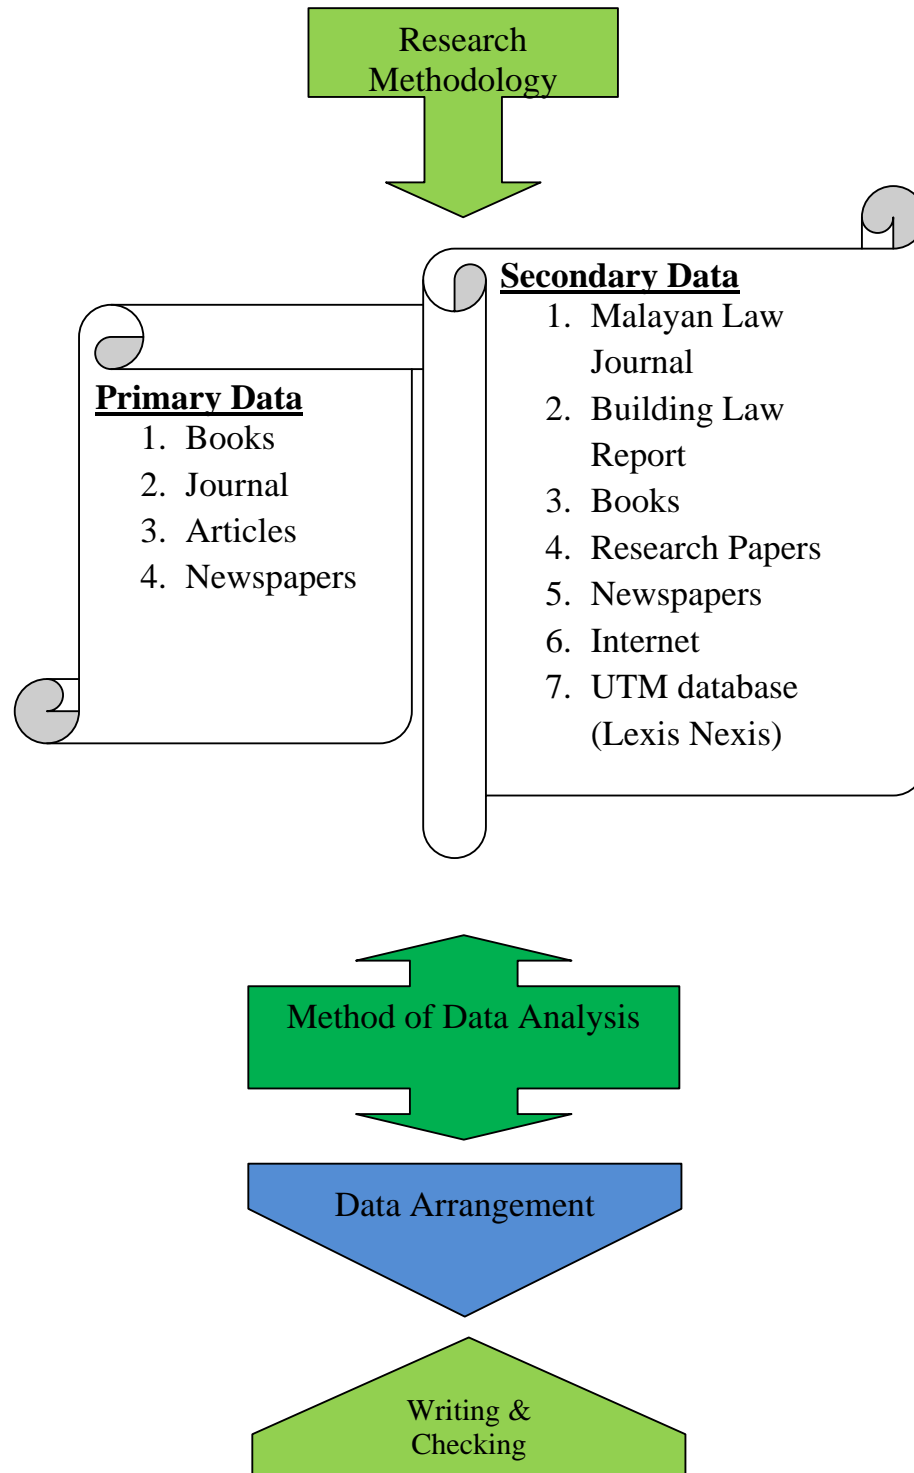 Research
Methodology
Primary Data
1. Books
2. Journal
3. Articles
4. Newspapers
Secondary Data
1. Malayan Law
Journal
2. Building Law
Report
3. Books
4. Research Papers
5. Newspapers
6. Internet
7. UTM database
(Lexis Nexis)
Method of Data Analysis
Data Arrangement
Writing &
Checking